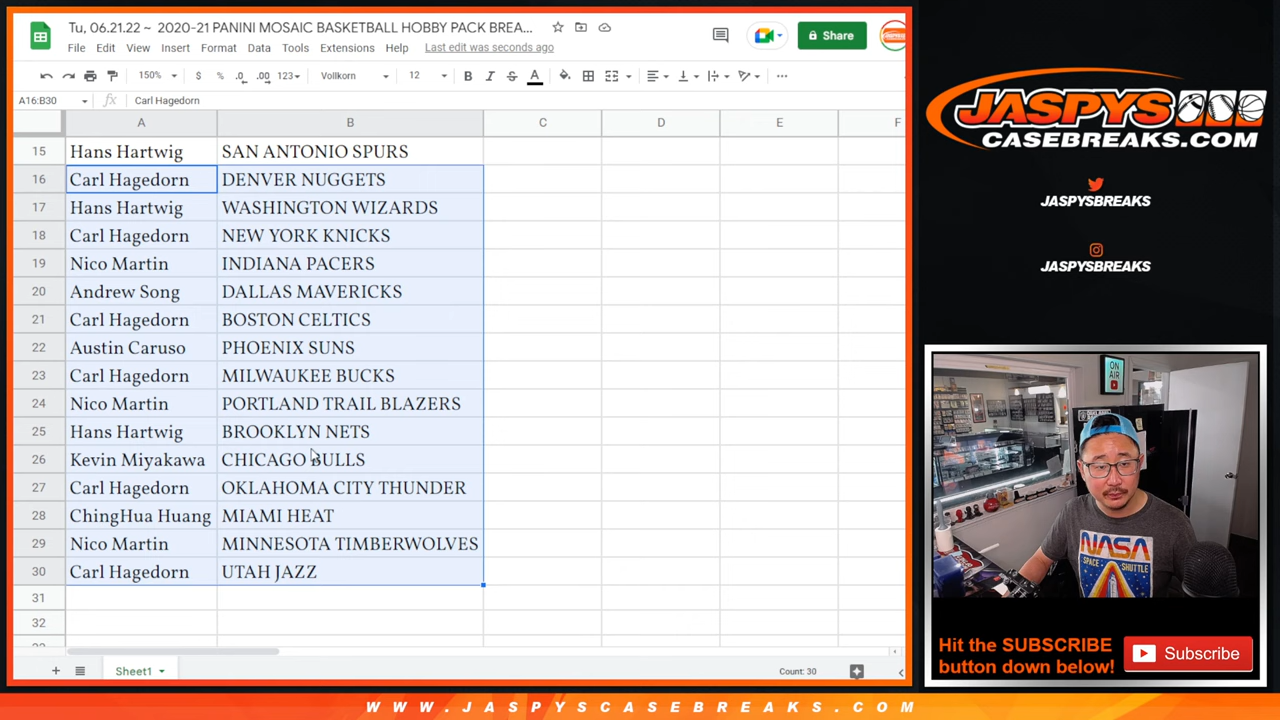 Tu, 06.21.22 ~ 2020-21 PANINI MOSAIC BASKETBALL HOBBY PACK BREA...
File Edit View Insert Format Data Tools Extensions Help Last edit was seconds ago
Share
150% $ % .0 .00 123 Vollkorn 12 B I S A
A16:B30 fx Carl Hagedorn
A B C D E F
15 Hans Hartwig SAN ANTONIO SPURS
16 Carl Hagedorn DENVER NUGGETS
17 Hans Hartwig WASHINGTON WIZARDS
18 Carl Hagedorn NEW YORK KNICKS
19 Nico Martin INDIANA PACERS
20 Andrew Song DALLAS MAVERICKS
21 Carl Hagedorn BOSTON CELTICS
22 Austin Caruso PHOENIX SUNS
23 Carl Hagedorn MILWAUKEE BUCKS
24 Nico Martin PORTLAND TRAIL BLAZERS
25 Hans Hartwig BROOKLYN NETS
26 Kevin Miyakawa CHICAGO BULLS
27 Carl Hagedorn OKLAHOMA CITY THUNDER
28 ChingHua Huang MIAMI HEAT
29 Nico Martin MINNESOTA TIMBERWOLVES
30 Carl Hagedorn UTAH JAZZ
31
32
Sheet1 Count: 30
JASPYS
CASEBREAKS.COM
JASPYSBREAKS
JASPYSBREAKS
ON
AIR
NASA
SPACE SHUTTLE
Hit the SUBSCRIBE
button down below!
Subscribe
WWW.JASPYSCASEBREAKS.COM